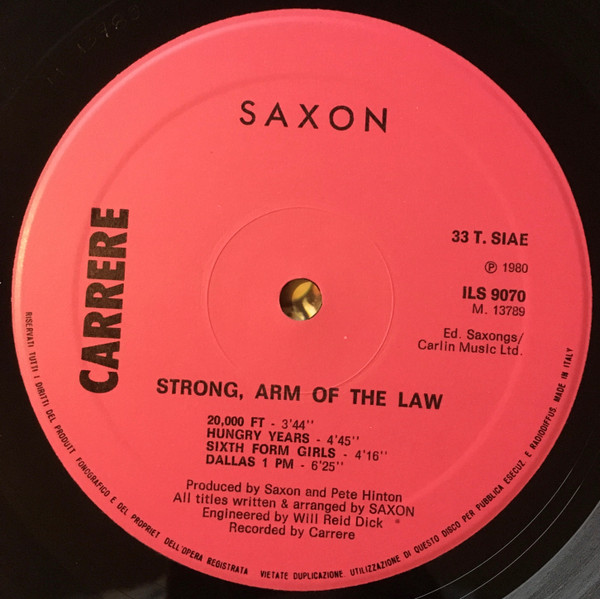 SAXON
CARRERE
33 T. SIAE
℗ 1980
ILS 9070
M. 13789
Ed. Saxongs/
Carlin Music Ltd.
STRONG, ARM OF THE LAW
20,000 FT - 3'44''
HUNGRY YEARS - 4'45''
SIXTH FORM GIRLS - 4'16''
DALLAS 1 PM - 6'25''
Produced by Saxon and Pete Hinton
All titles written & arranged by SAXON
Engineered by Will Reid Dick
Recorded by Carrere
RISERVATI TUTTI I DIRITTI DEL PRODUTT. FONOGRAFICO E DEL PROPRIET. DELL'OPERA REGISTRATA VIETATE DUPLICAZIONE. UTILIZZAZIONE DI QUESTO DISCO PER PUBBLICA ESECUZ. E RADIODIFFUS. MADE IN ITALY